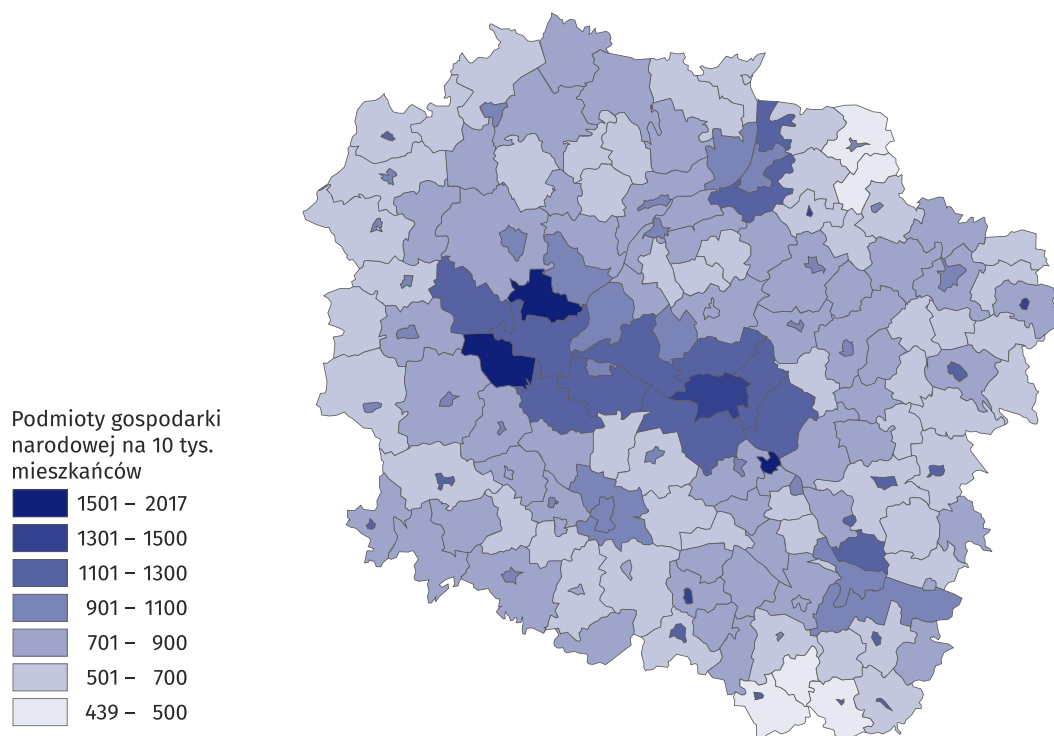 Podmioty gospodarki
narodowej na 10 tys.
mieszkańców
1501 – 2017
1301 – 1500
1101 – 1300
901 – 1100
701 – 900
501 – 700
439 – 500